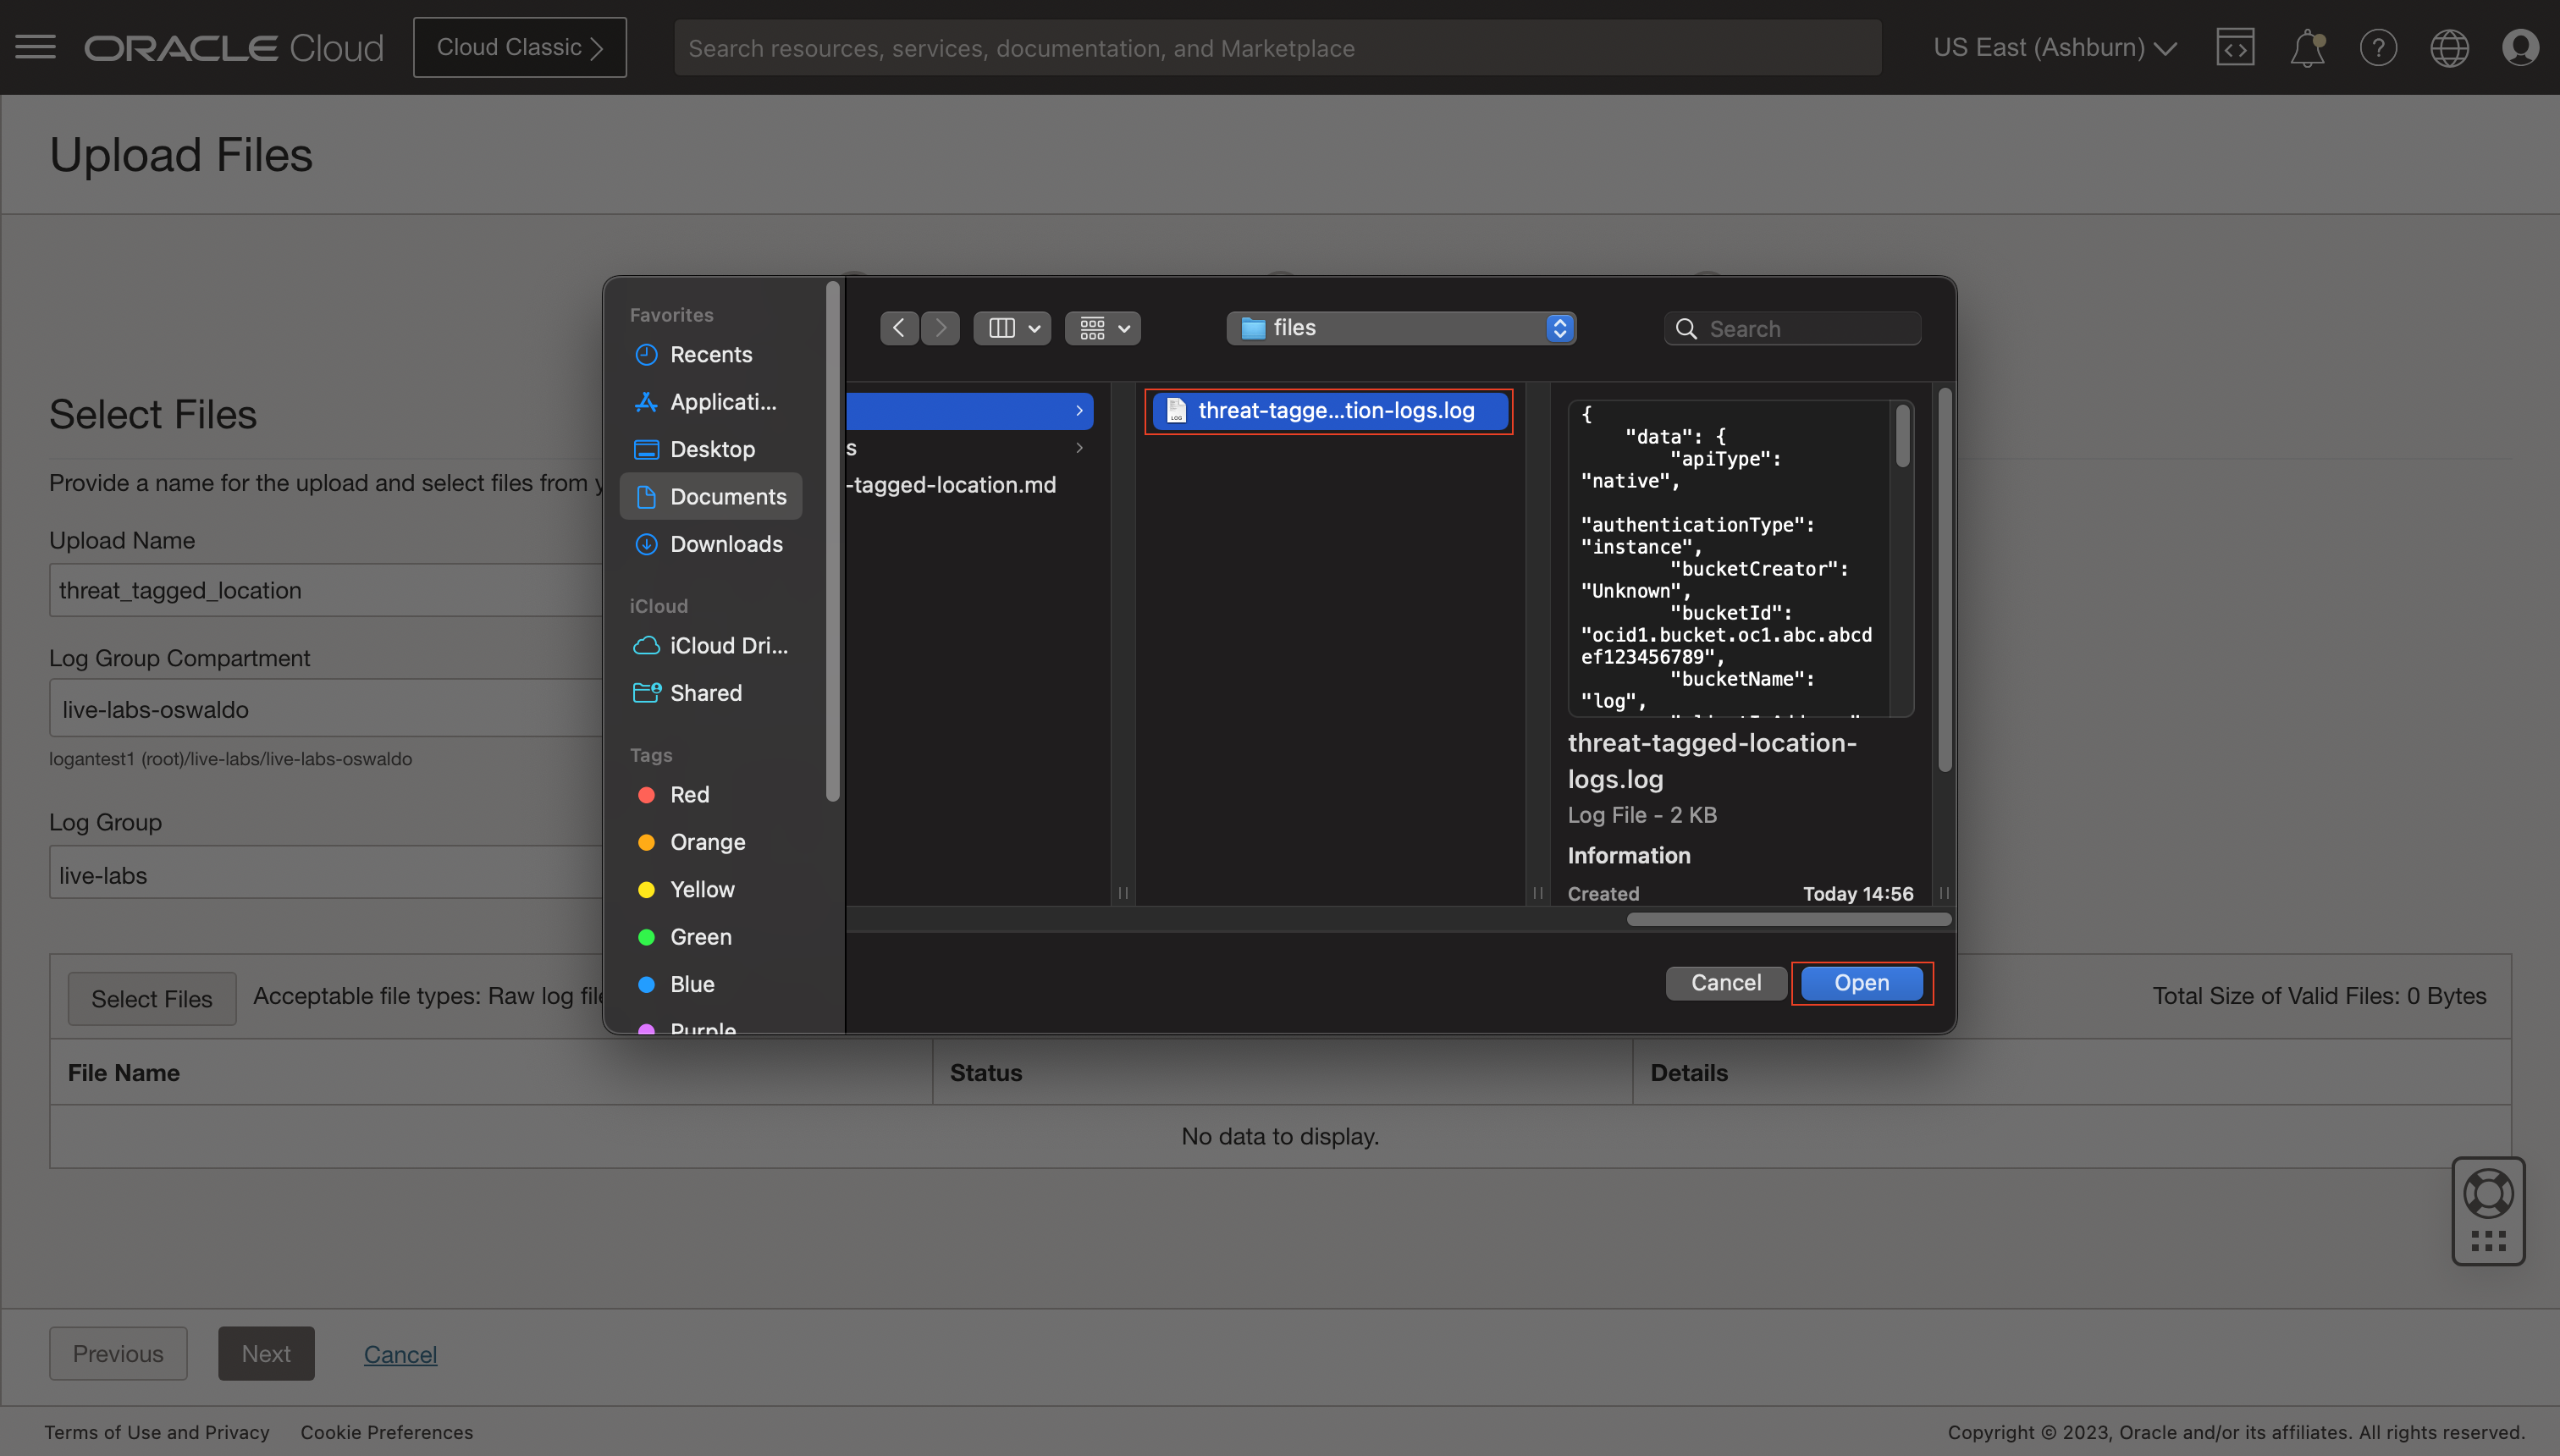 ORACLE Cloud
Cloud Classic
Search resources, services, documentation, and Marketplace
US East (Ashburn)
Upload Files
Select Files
Provide a name for the upload and select files from
Upload Name
threat_tagged_location
Log Group Compartment
live-labs-oswaldo
logantest1 (root)/live-labs/live-labs-oswaldo
Log Group
live-labs
Favorites
Recents
Applicati...
Desktop
Documents
Downloads
iCloud
iCloud Dri...
Shared
Tags
Red
Orange
Yellow
Green
Blue
Purple
files
Search
s
-tagged-location.md
threat-tagge...tion-logs.log
LOG
{
"data": {
"apiType":
"native",
"authenticationType":
"instance",
"bucketCreator":
"Unknown",
"bucketId":
"ocid1.bucket.oc1.abc.abcd
ef123456789",
"bucketName":
"log",
threat-tagged-location-
logs.log
Log File - 2 KB
Information
Created Today 14:56
Cancel
Open
Select Files
Acceptable file types: Raw log file
Total Size of Valid Files: 0 Bytes
File Name Status Details
No data to display.
Previous
Next
Cancel
Terms of Use and Privacy
Cookie Preferences
Copyright © 2023, Oracle and/or its affiliates. All rights reserved.